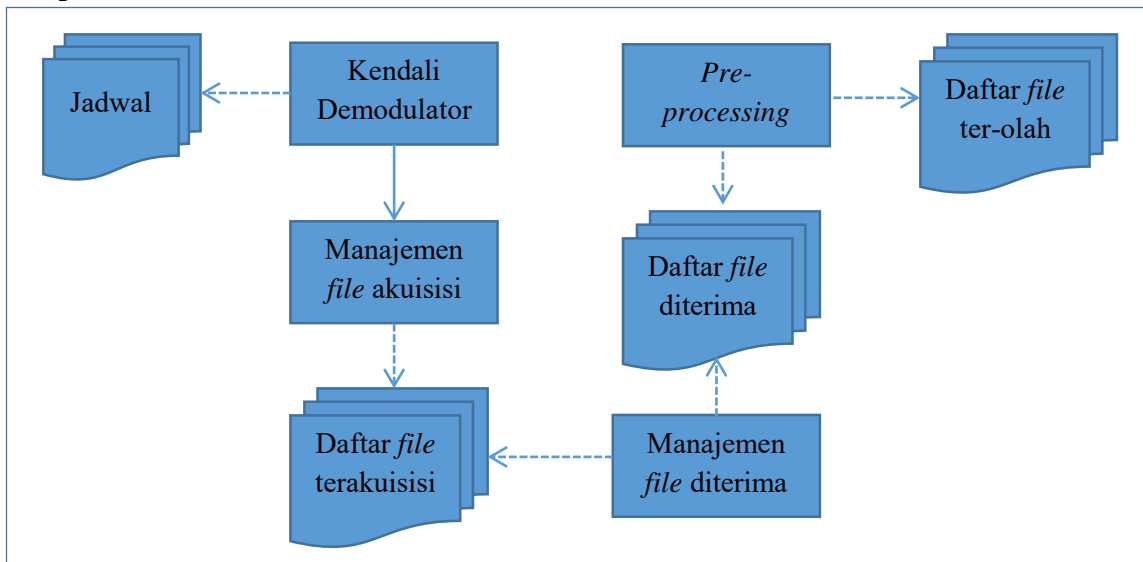 Jadwal
Kendali
Demodulator
Pre-
processing
Daftar file
ter-olah
Manajemen
file akuisisi
Daftar file
diterima
Daftar file
terakuisisi
Manajemen
file diterima